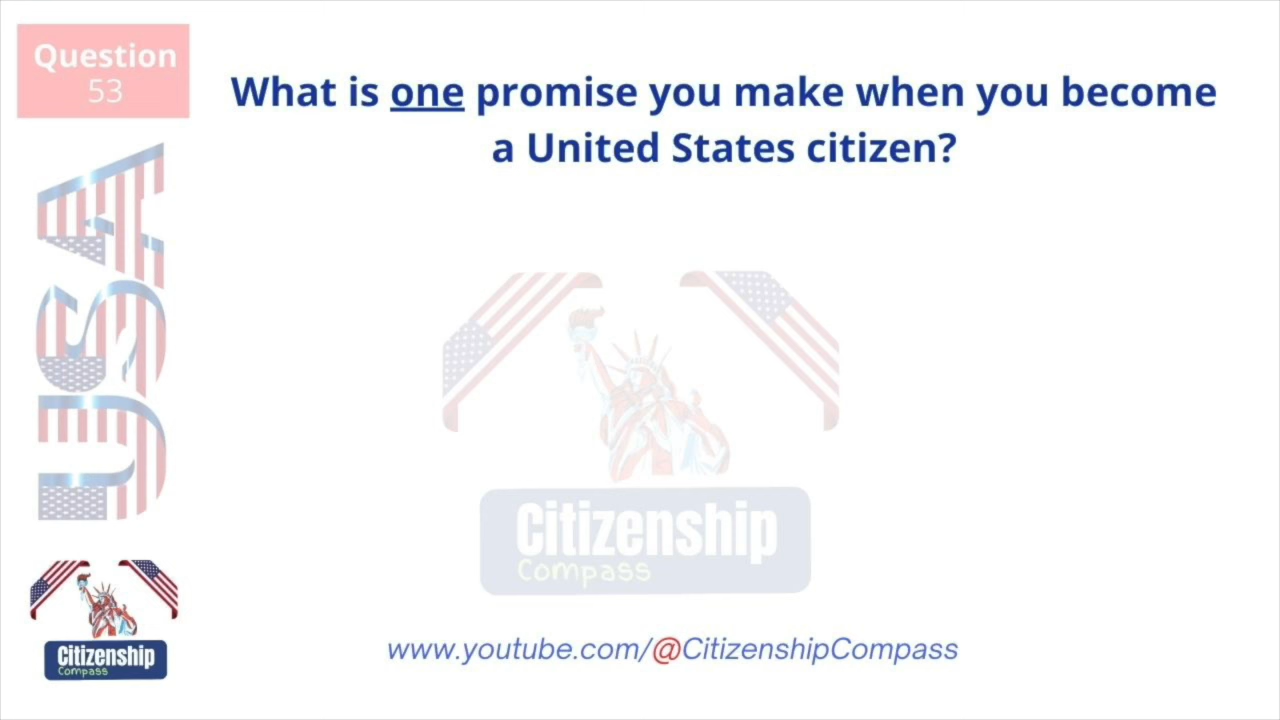 Question
53
What is one promise you make when you become
a United States citizen?
USA
Citizenship
Compass
Citizenship
Compass
www.youtube.com/@CitizenshipCompass